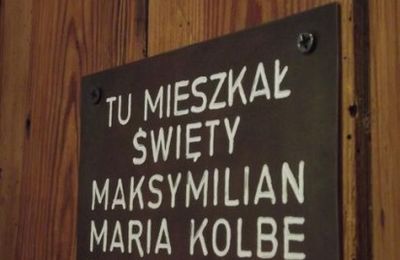 TU MIESZKAŁ
ŚWIĘTY
MAKSYMILIAN
MARIA KOLBE